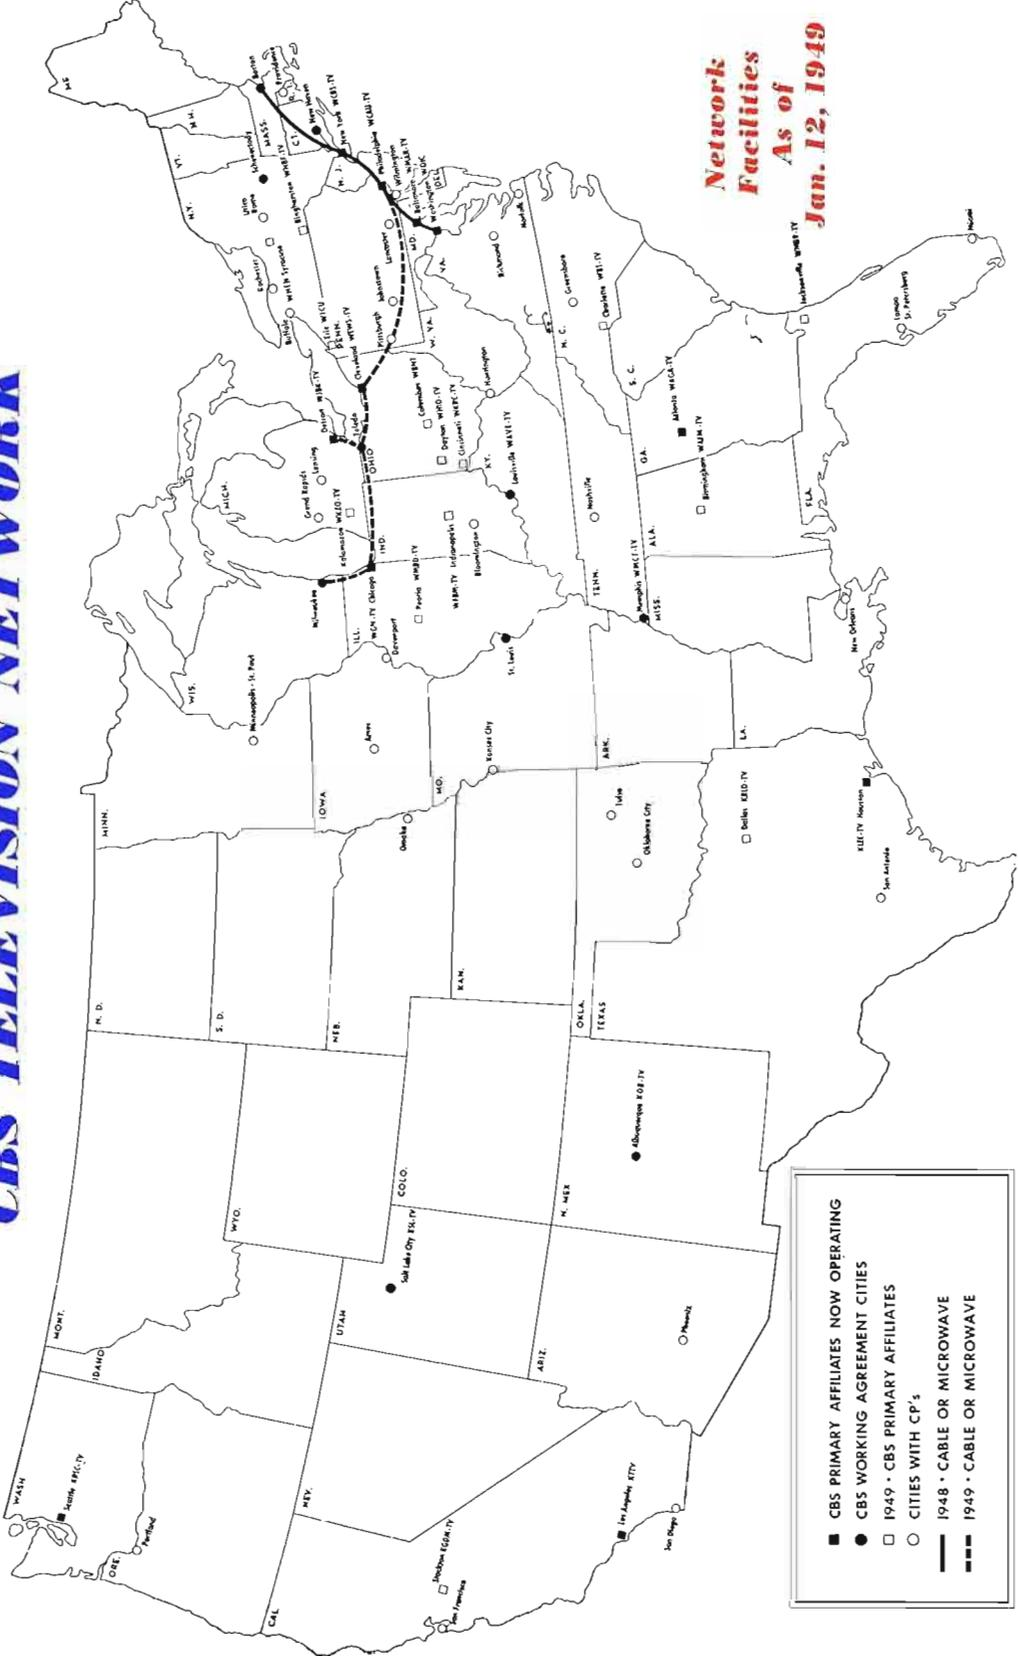 CBS TELEVISION NETWORK
Network
Facilities
As of
Jan. 12, 1949
WASH
Seattle KRSC-TV
ORE.
Portland
CAL
San Francisco
Los Angeles KTTV
San Diego
NEV.
IDAHO
MONT.
WYO.
UTAH
Salt Lake City KSL-TV
COLO.
ARIZ.
Phoenix
N. MEX
Albuquerque KOB-TV
N. D.
S. D.
NEB.
Omaha
KAN.
OKLA.
Tulsa
Oklahoma City
TEXAS
Dallas KBLD-TV
KLEE-TV Houston
San Antonio
MINN.
Minneapolis - St. Paul
IOWA
Ames
Davenport
MO.
Kansas City
St. Louis
ARK.
LA.
New Orleans
WIS.
Milwaukee
ILL.
WGN-TV Chicago
Peoria WMBD-TV
MICH.
Grand Rapids
Lansing
Kalamazoo WKZO-TV
Detroit WJBK-TV
IND.
Indianapolis
Bloomington
OHIO
Toledo
Cleveland WEWS-TV
Columbus WBNT
Dayton WHIO-TV
Cincinnati WKRC-TV
KY.
Louisville WAVE-TV
TENN.
Nashville
Memphis WMCT-TV
MISS.
ALA.
Birmingham
GA.
Atlanta WAGA-TV
FLA.
Jacksonville WMBR-TV
Tampa
St. Petersburg
Miami
S. C.
N. C.
Greensboro
Charlotte WBT-TV
VA.
Richmond
Norfolk
W. VA.
Huntington
PENN.
Erie WICU
Pittsburgh
Johnstown
Lancaster
Philadelphia WCAU-TV
Wilmington
MD.
Baltimore WMAR-TV
Washington WOIC
DEL.
N. J.
New York WCBS-TV
N.Y.
Buffalo
Rochester
WHEN Syracuse
Utica
Rome
Schenectady
Binghamton WNBF-TV
CT.
New Haven
R. I.
Providence
MASS.
Boston
VT.
N. H.
ME
CBS PRIMARY AFFILIATES NOW OPERATING
CBS WORKING AGREEMENT CITIES
1949 • CBS PRIMARY AFFILIATES
CITIES WITH CP's
1948 • CABLE OR MICROWAVE
1949 • CABLE OR MICROWAVE